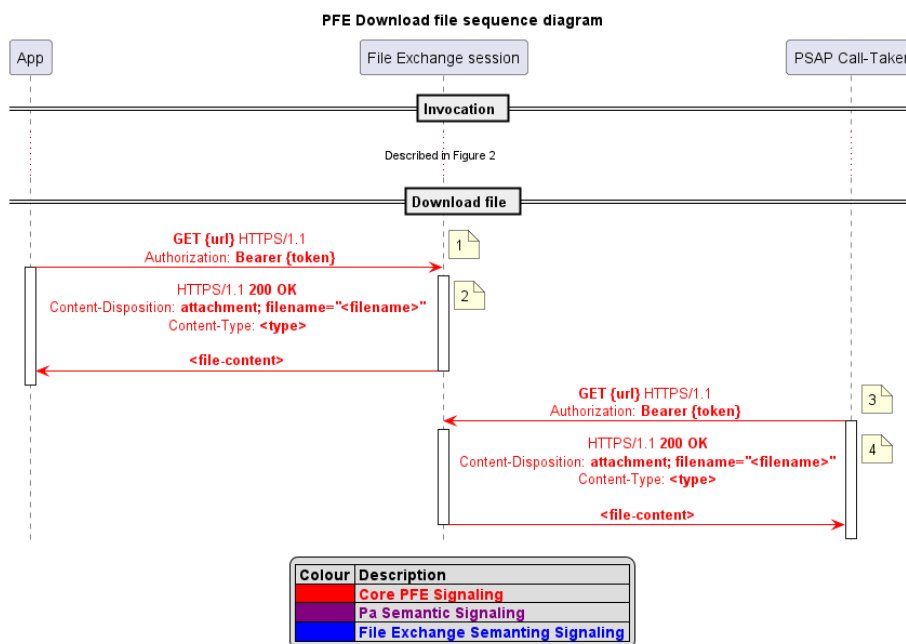 PFE Download file sequence diagram
App
File Exchange session
PSAP Call-Taker
Invocation
Described in Figure 2
Download file
GET {url} HTTPS/1.1
Authorization: Bearer {token}
1
HTTPS/1.1 200 OK
Content-Disposition: attachment; filename="<filename>"
Content-Type: <type>
<file-content>
2
GET {url} HTTPS/1.1
Authorization: Bearer {token}
3
HTTPS/1.1 200 OK
Content-Disposition: attachment; filename="<filename>"
Content-Type: <type>
<file-content>
4
Colour Description
Core PFE Signaling
Pa Semantic Signaling
File Exchange Semanting Signaling